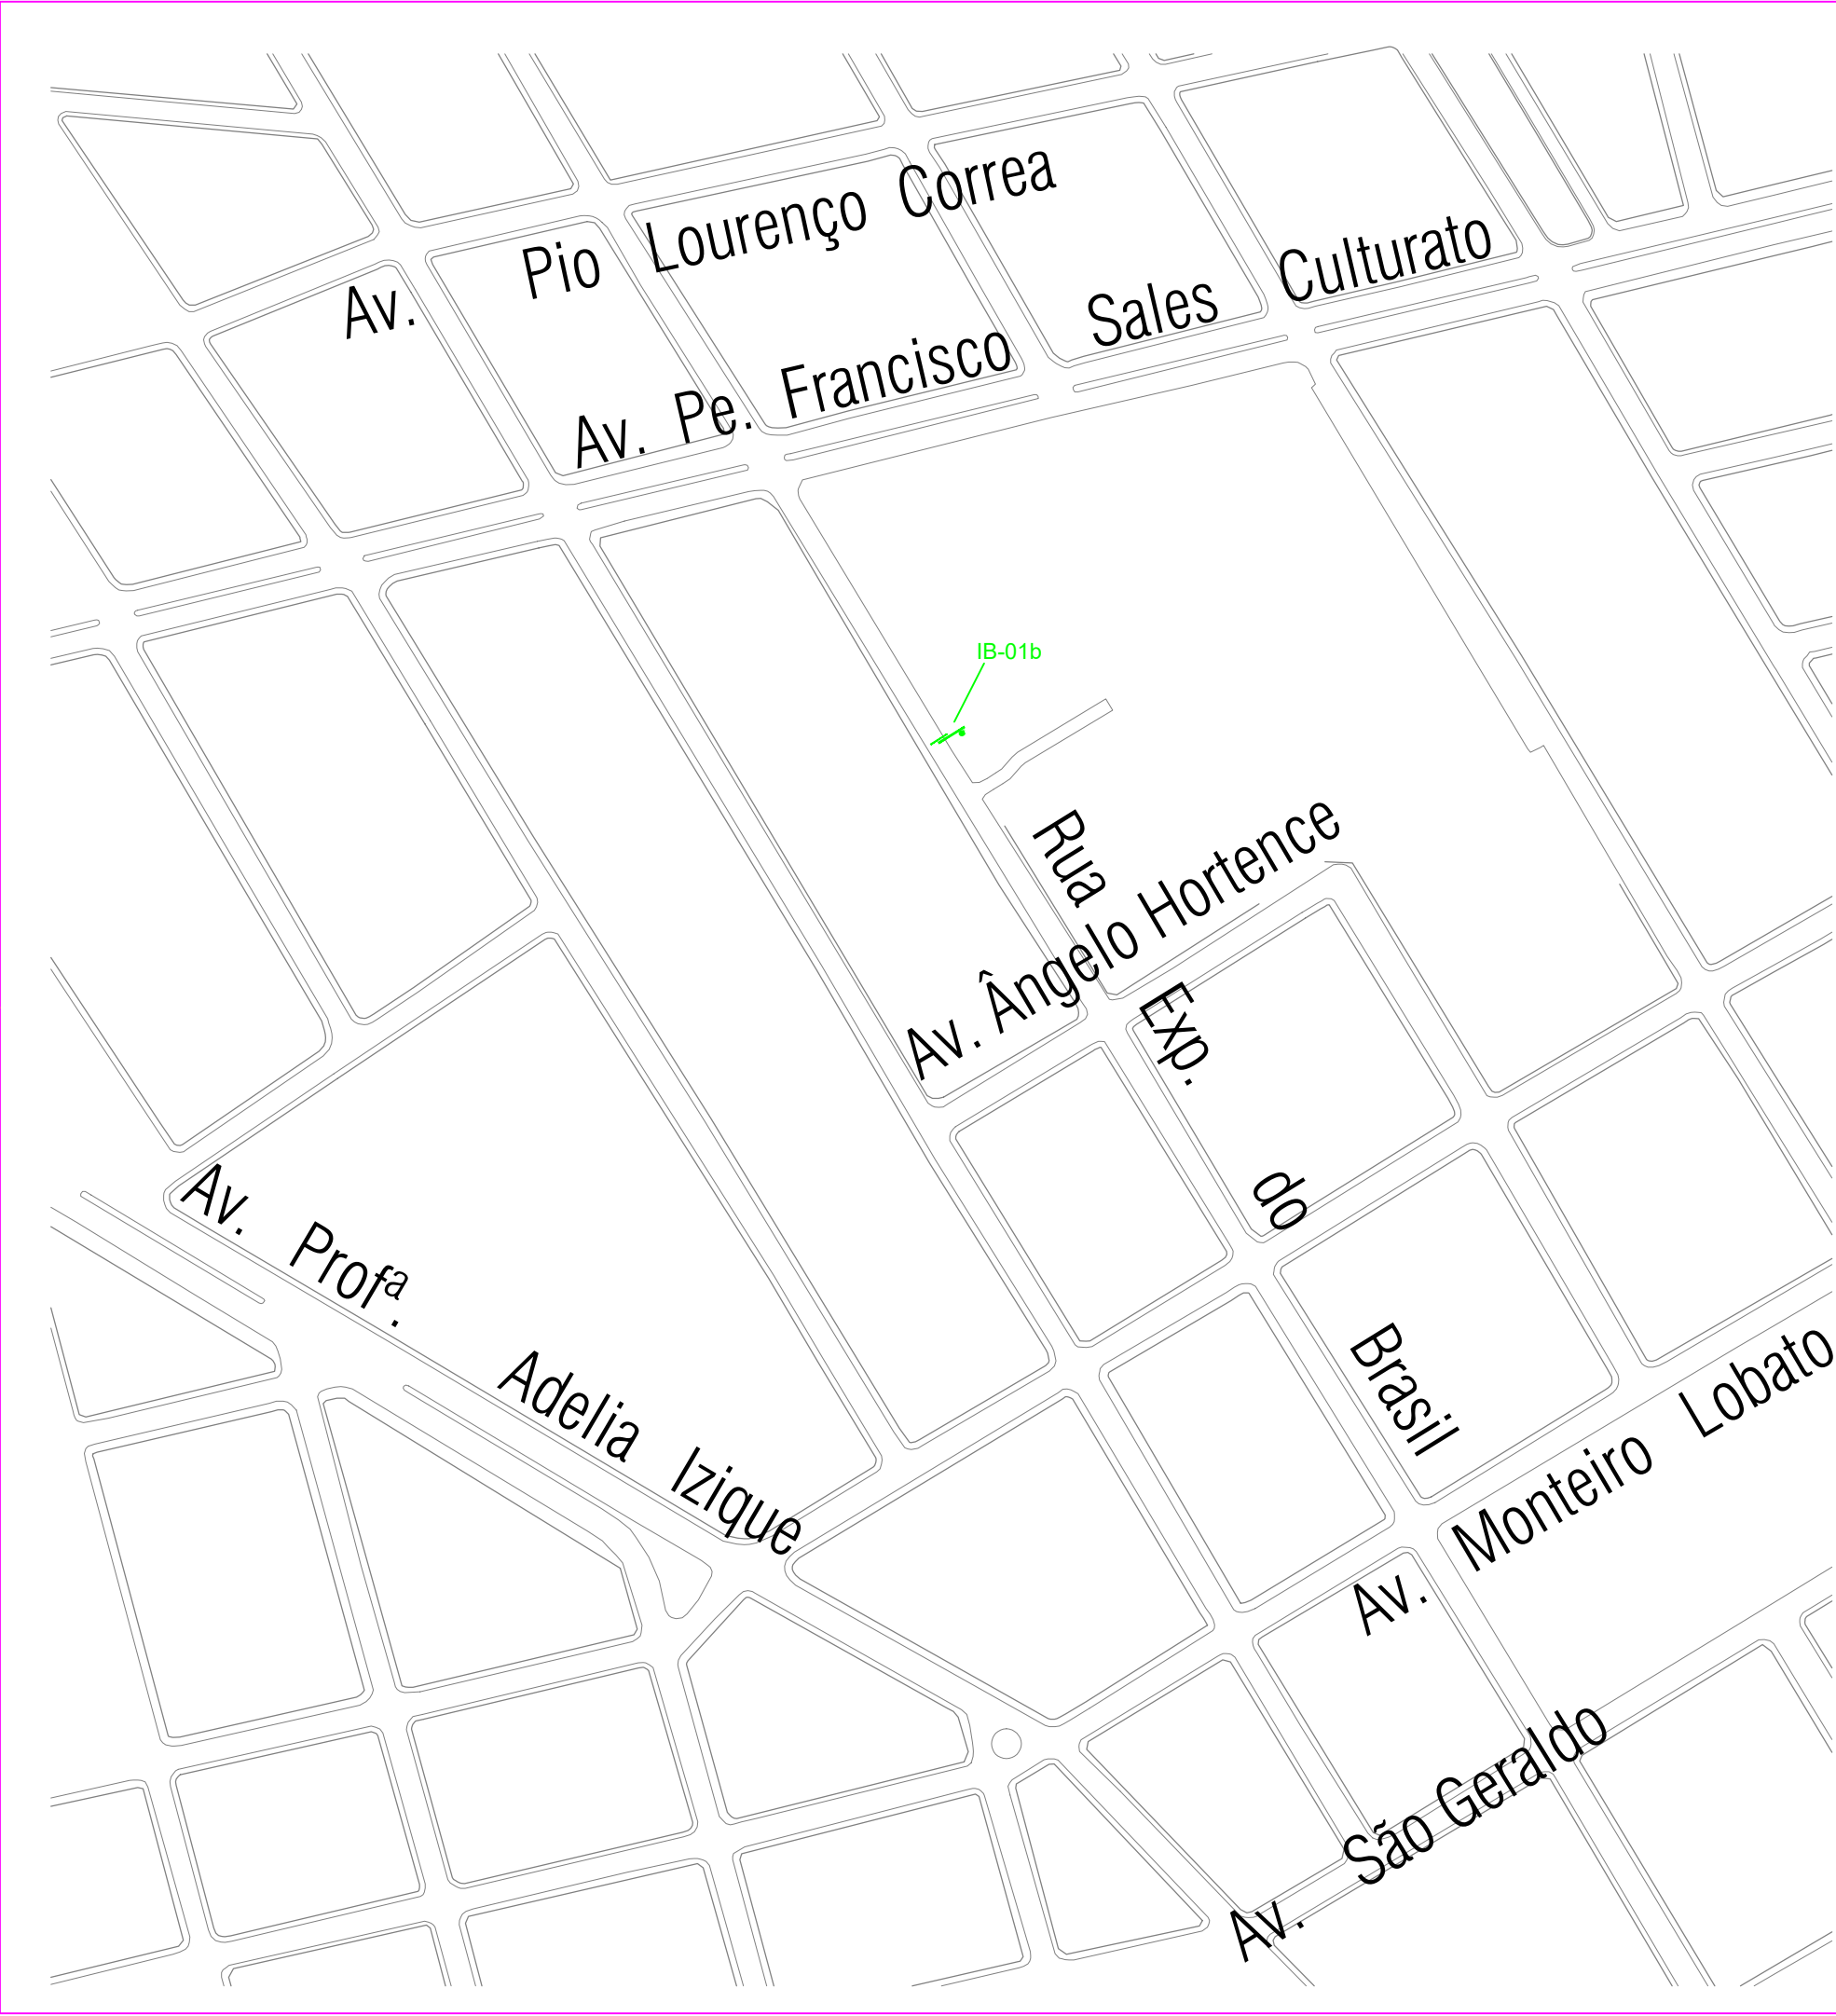 Av. Pio Lourenço Correa
Av. Pe. Francisco Sales Culturato
IB-01b
Rua Exp. do Brasil
Av. Ângelo Hortence
Av. Profª. Adelia Izique
Av. Monteiro Lobato
Av. São Geraldo